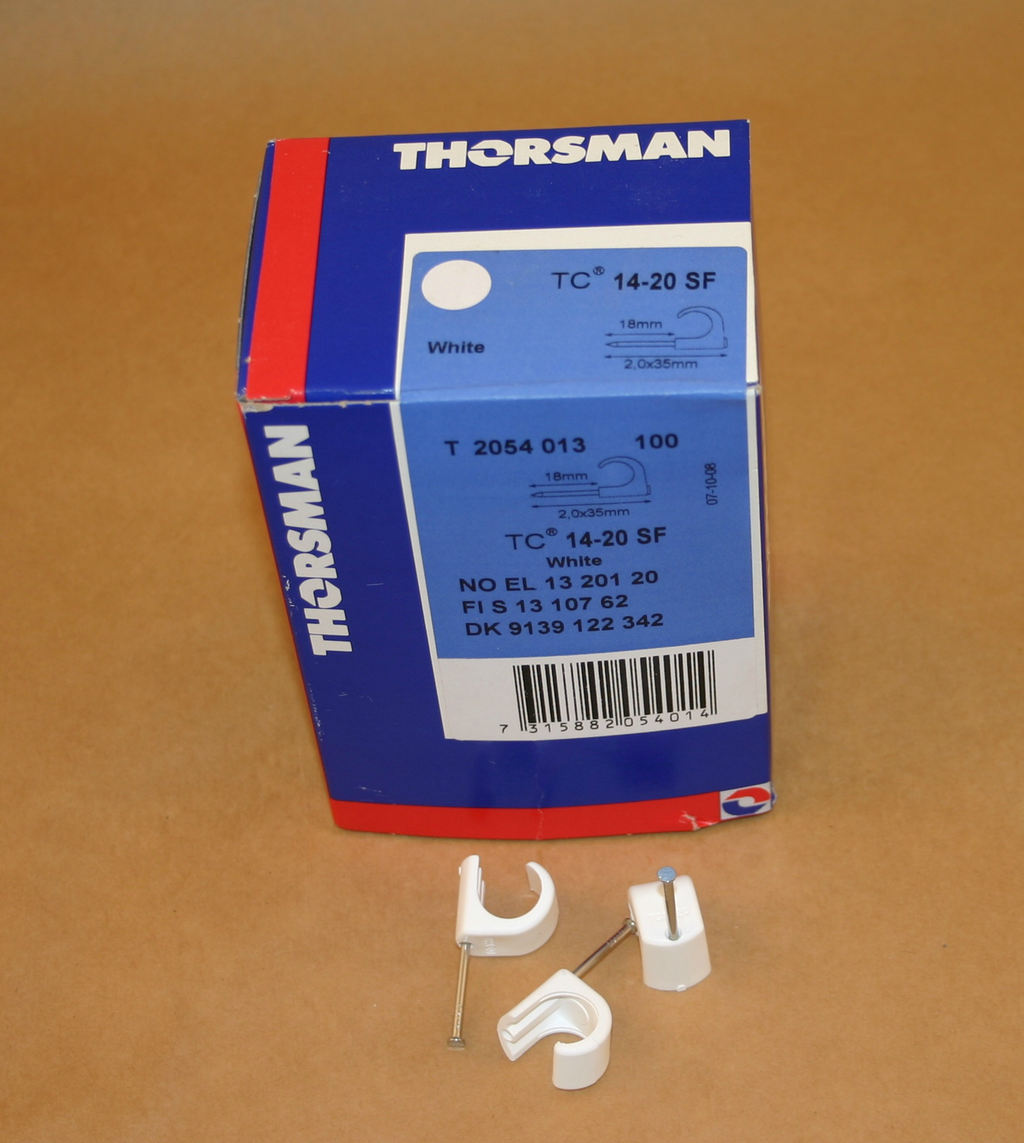 THORSMAN
TC® 14-20 SF
18mm
White
2,0x35mm
THORSMAN
T 2054 013 100
18mm
07-10-08
2,0x35mm
TC® 14-20 SF
White
NO EL 13 201 20
FI S 13 107 62
DK 9139 122 342
7 315882 054014